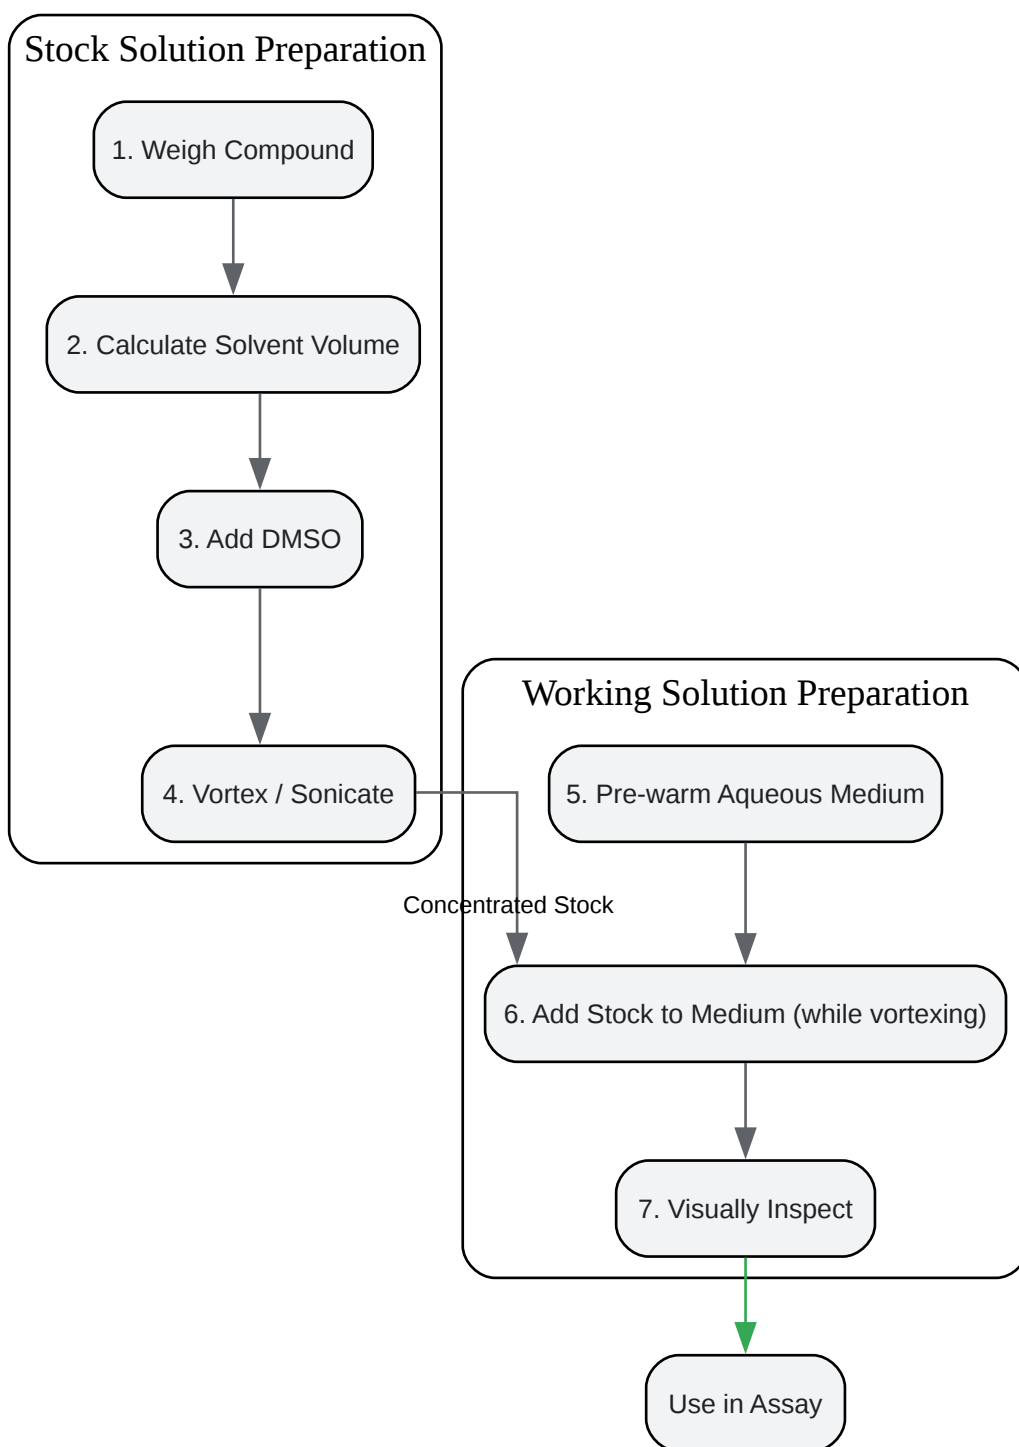 Stock Solution Preparation
1. Weigh Compound
2. Calculate Solvent Volume
3. Add DMSO
4. Vortex / Sonicate
Concentrated Stock
Working Solution Preparation
5. Pre-warm Aqueous Medium
6. Add Stock to Medium (while vortexing)
7. Visually Inspect
Use in Assay